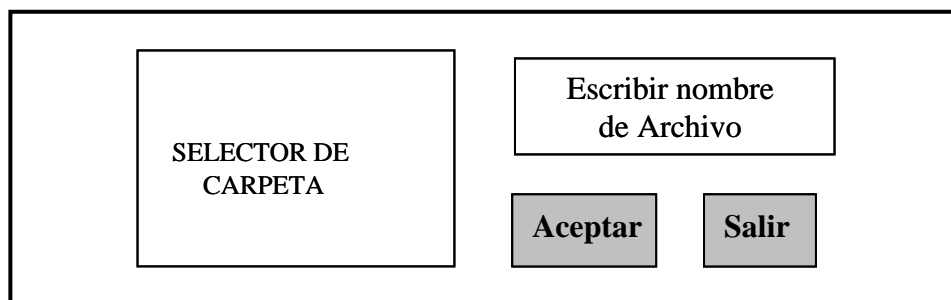 SELECTOR DE
CARPETA
Escribir nombre
de Archivo
Aceptar
Salir